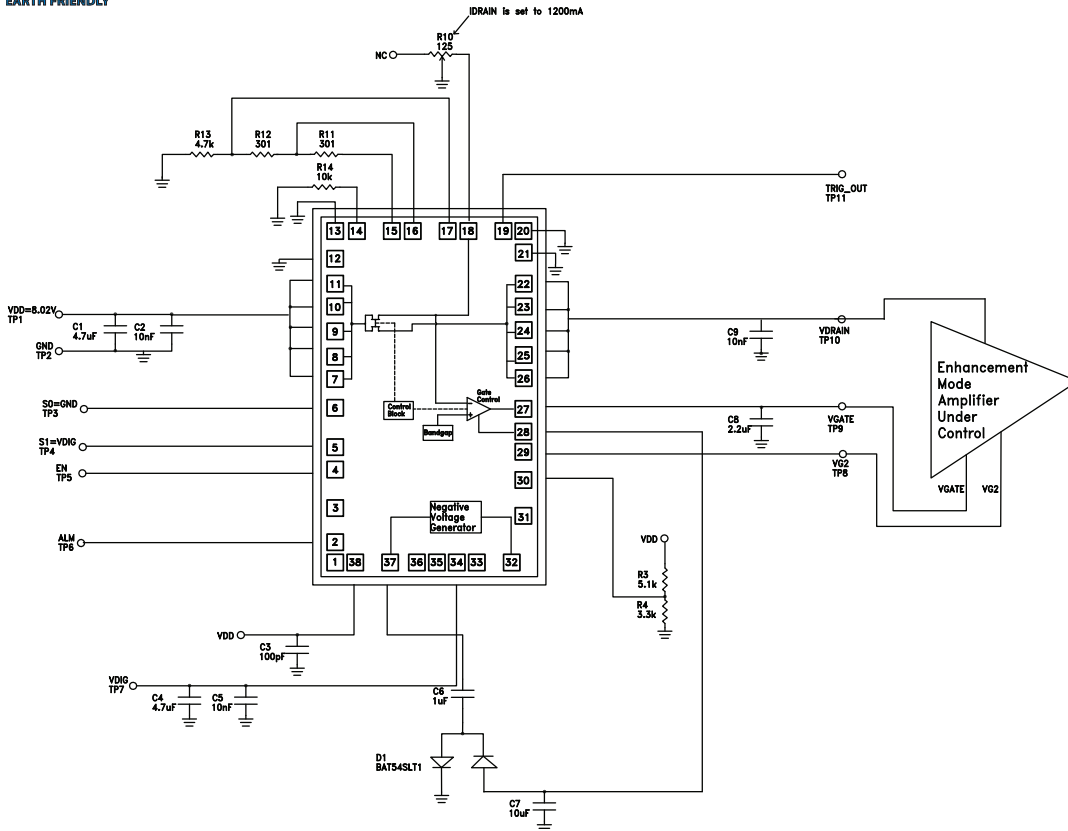 EARTH FRIENDLY
IDRAIN is set to 1200mA
R10
125
NC
R13
4.7k
R12
301
R11
301
R14
10k
TRIG_OUT
TP11
13 14 15 16 17 18 19 20
12
21
11
10
9
8
7
22
23
24
25
26
VDD=8.02V
TP1
C1
4.7uF
C2
10nF
GND
TP2
C9
10nF
VDRAIN
TP10
Enhancement
Mode
Amplifier
Under
Control
Gate
Control
Control
Block
Bandgap
S0=GND
TP3
6
27
28
C8
2.2uF
VGATE
TP9
S1=VDIG
TP4
5
29
EN
TP5
4
30
VG2
TP8
VGATE
VG2
3
Negative
Voltage
Generator
31
ALM
TP6
2
1 38 37 36 35 34 33 32
VDD
R3
5.1k
R4
3.3k
VDD
C3
100pF
VDIG
TP7
C4
4.7uF
C5
10nF
C6
1uF
D1
BAT54SLT1
C7
10uF